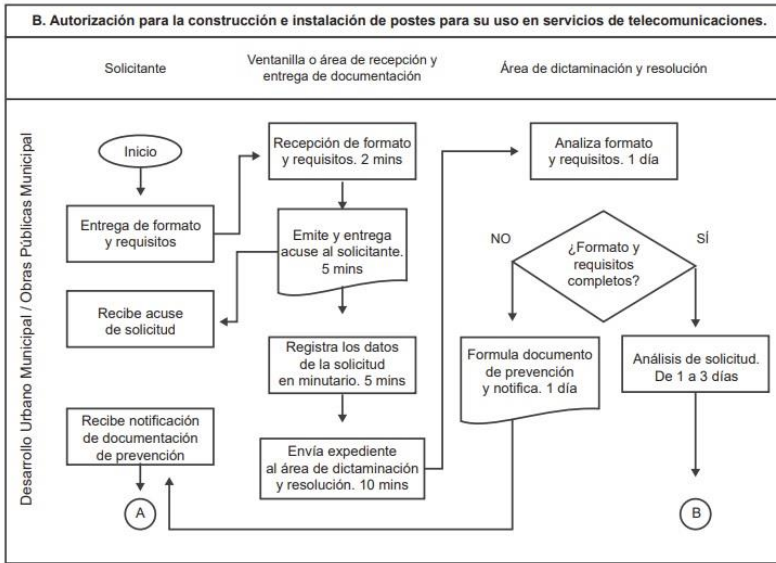 B. Autorización para la construcción e instalación de postes para su uso en servicios de telecomunicaciones.
Solicitante
Ventanilla o área de recepción y
entrega de documentación
Área de dictaminación y resolución
Desarrollo Urbano Municipal / Obras Públicas Municipal
Inicio
Entrega de formato
y requisitos
Recepción de formato
y requisitos. 2 mins
Emite y entrega
acuse al solicitante.
5 mins
Recibe acuse
de solicitud
Registra los datos
de la solicitud
en minutario. 5 mins
Envía expediente
al área de dictaminación
y resolución. 10 mins
Analiza formato
y requisitos. 1 día
¿Formato y
requisitos
completos?
NO
SÍ
Formula documento
de prevención
y notifica. 1 día
Análisis de solicitud.
De 1 a 3 días
Recibe notificación
de documentación
de prevención
A
B